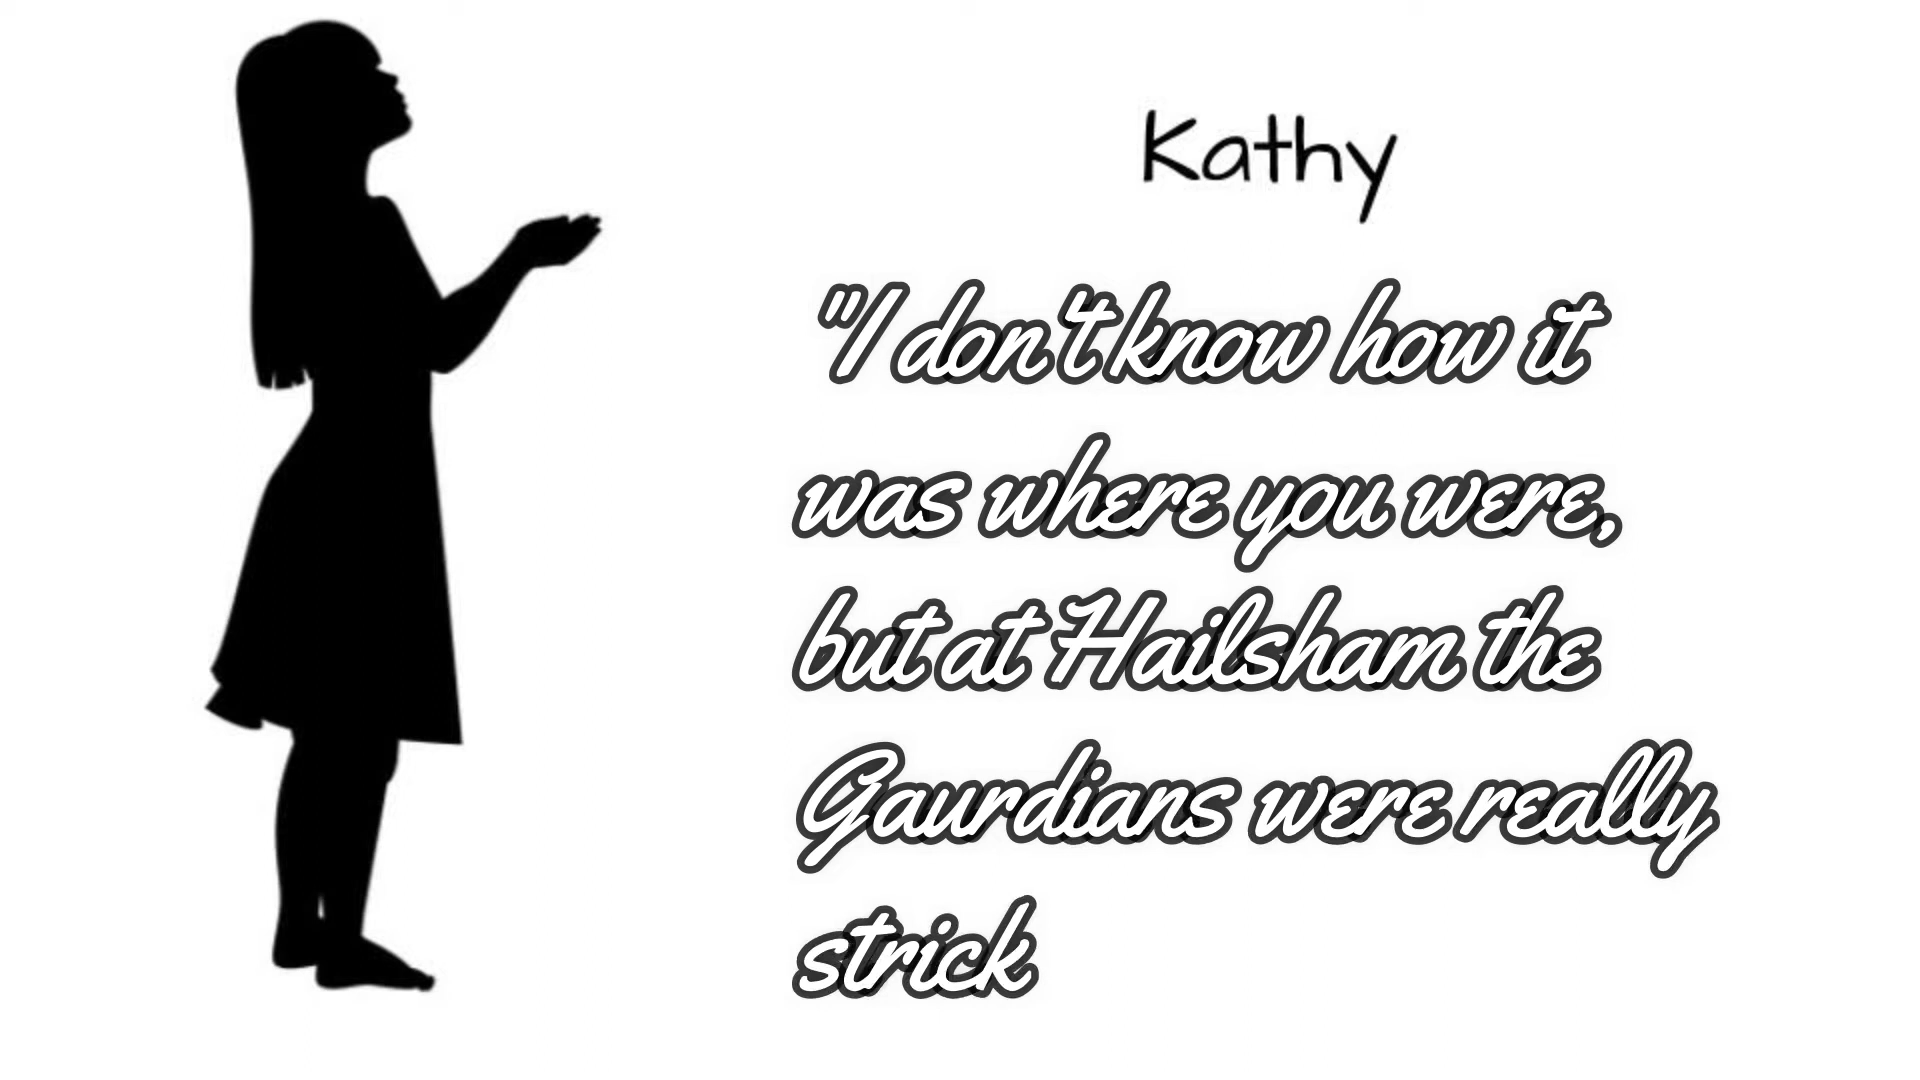 Kathy
"I don't know how it
was where you were,
but at Hailsham the
Gaurdians were really
strick